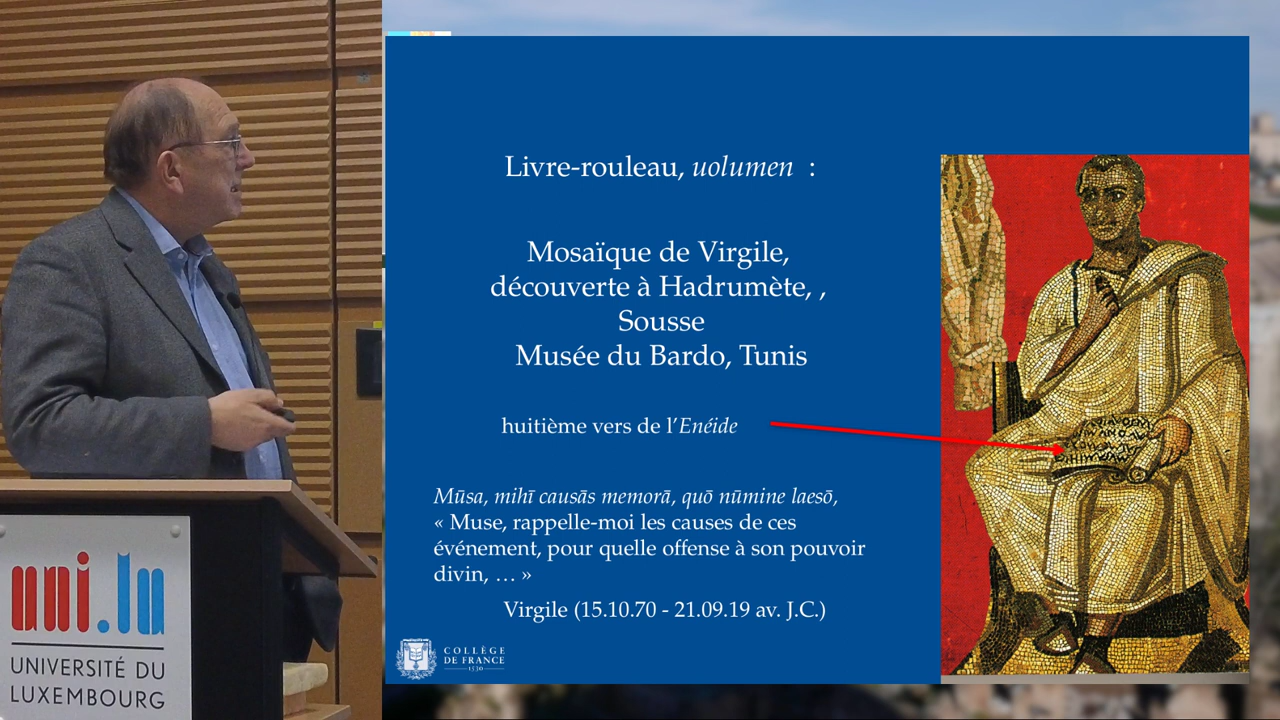 Livre-rouleau, uolumen :
Mosaïque de Virgile,
découverte à Hadrumète, ,
Sousse
Musée du Bardo, Tunis
huitième vers de l’Enéide
Mūsa, mihī causās memorā, quō nūmine laesō,
« Muse, rappelle-moi les causes de ces
événement, pour quelle offense à son pouvoir
divin, … »
Virgile (15.10.70 - 21.09.19 av. J.C.)
COLLÈGE
DE FRANCE
1530
uni.lu
UNIVERSITÉ DU
LUXEMBOURG